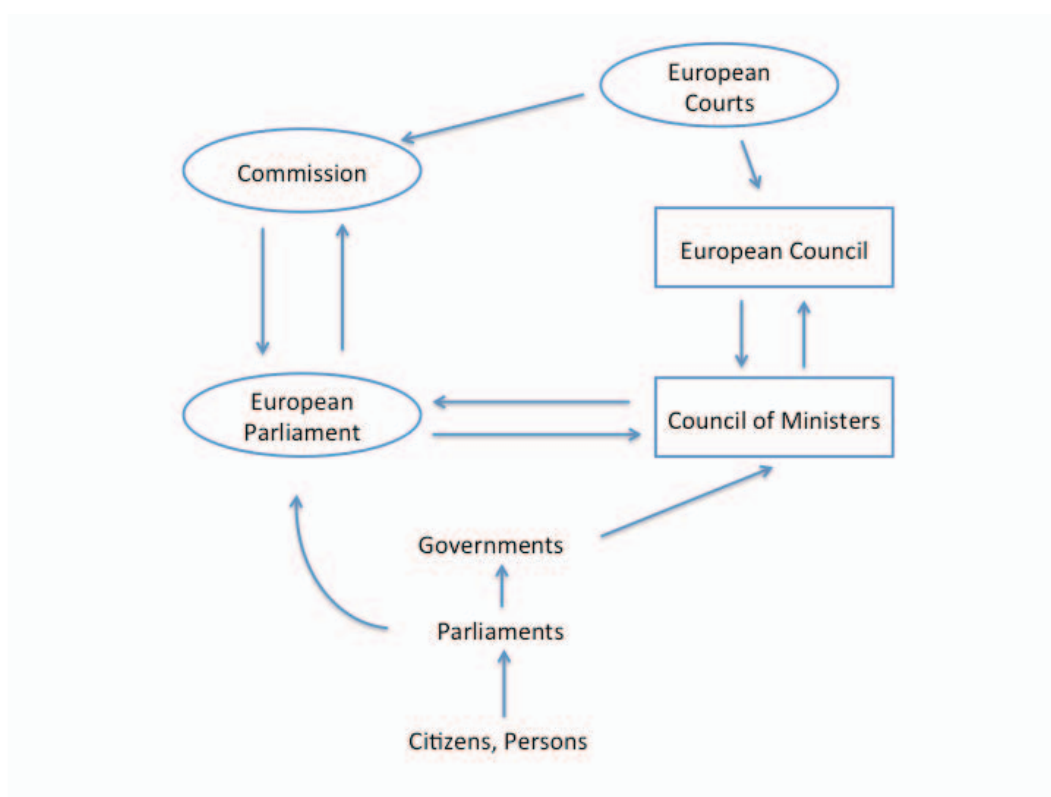 European
Courts
Commission
European Council
European
Parliament
Council of Ministers
Governments
Parliaments
Citizens, Persons